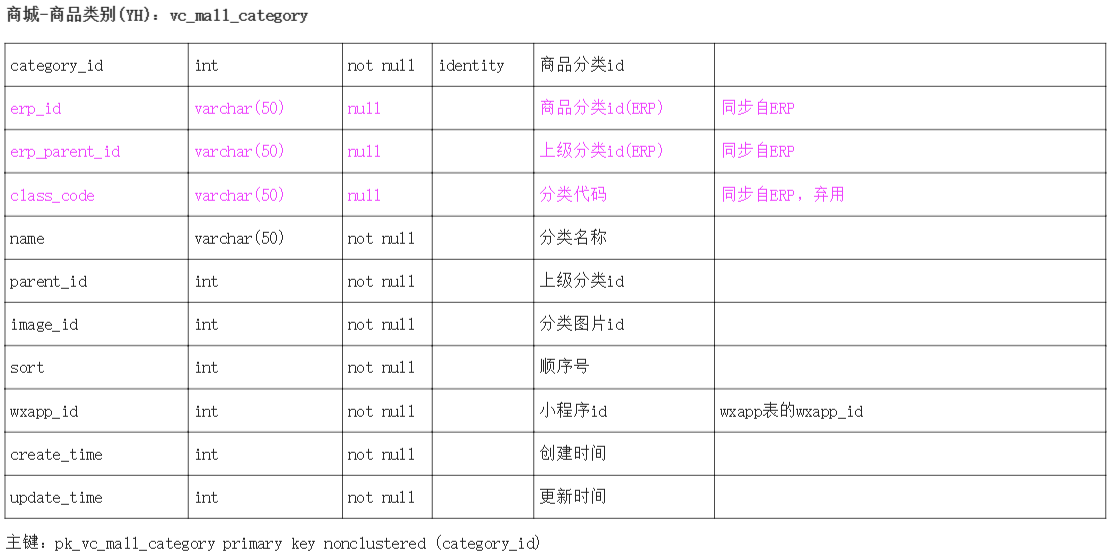 商城-商品类别(YH)：vc_mall_category
category_id int not null identity 商品分类id
erp_id varchar(50) null 商品分类id(ERP) 同步自ERP
erp_parent_id varchar(50) null 上级分类id(ERP) 同步自ERP
class_code varchar(50) null 分类代码 同步自ERP，弃用
name varchar(50) not null 分类名称
parent_id int not null 上级分类id
image_id int not null 分类图片id
sort int not null 顺序号
wxapp_id int not null 小程序id wxapp表的wxapp_id
create_time int not null 创建时间
update_time int not null 更新时间
主键：pk_vc_mall_category primary key nonclustered (category_id)